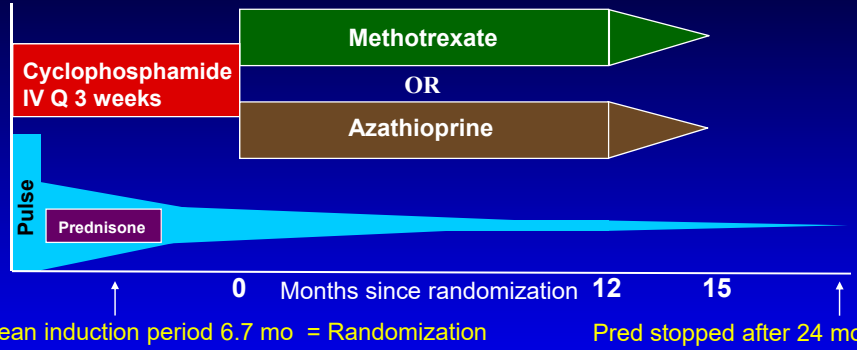 Methotrexate
Cyclophosphamide
IV Q 3 weeks
OR
Azathioprine
Pulse
Prednisone
0 Months since randomization 12 15
ean induction period 6.7 mo = Randomization
Pred stopped after 24 mo